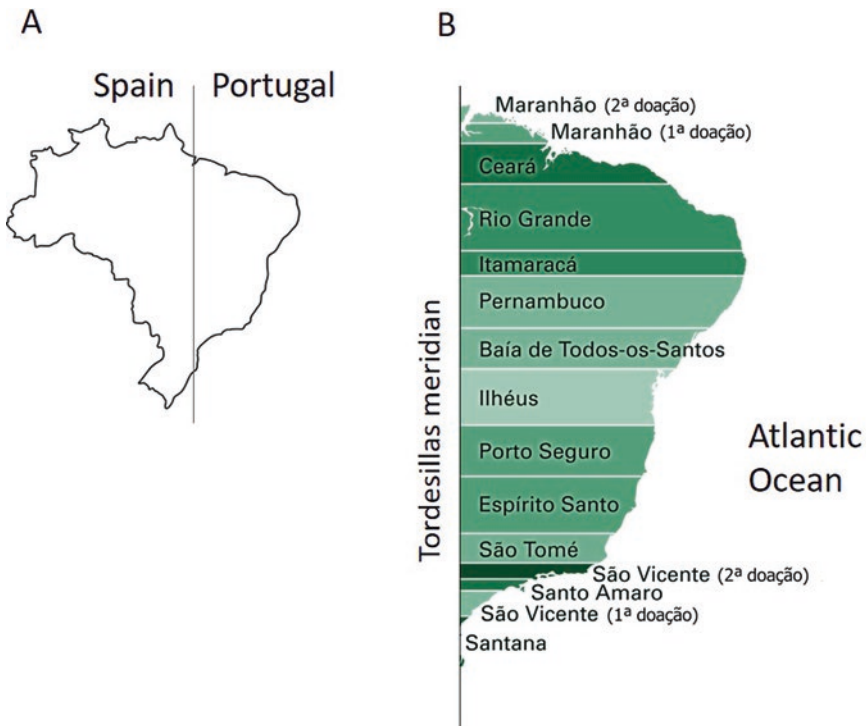 A
Spain
Portugal
B
Maranhão (2ª doação)
Maranhão (1ª doação)
Ceará
Rio Grande
Itamaracá
Pernambuco
Baía de Todos-os-Santos
Ilhéus
Porto Seguro
Espírito Santo
São Tomé
São Vicente (2ª doação)
Santo Amaro
São Vicente (1ª doação)
Santana
Tordesillas meridian
Atlantic
Ocean